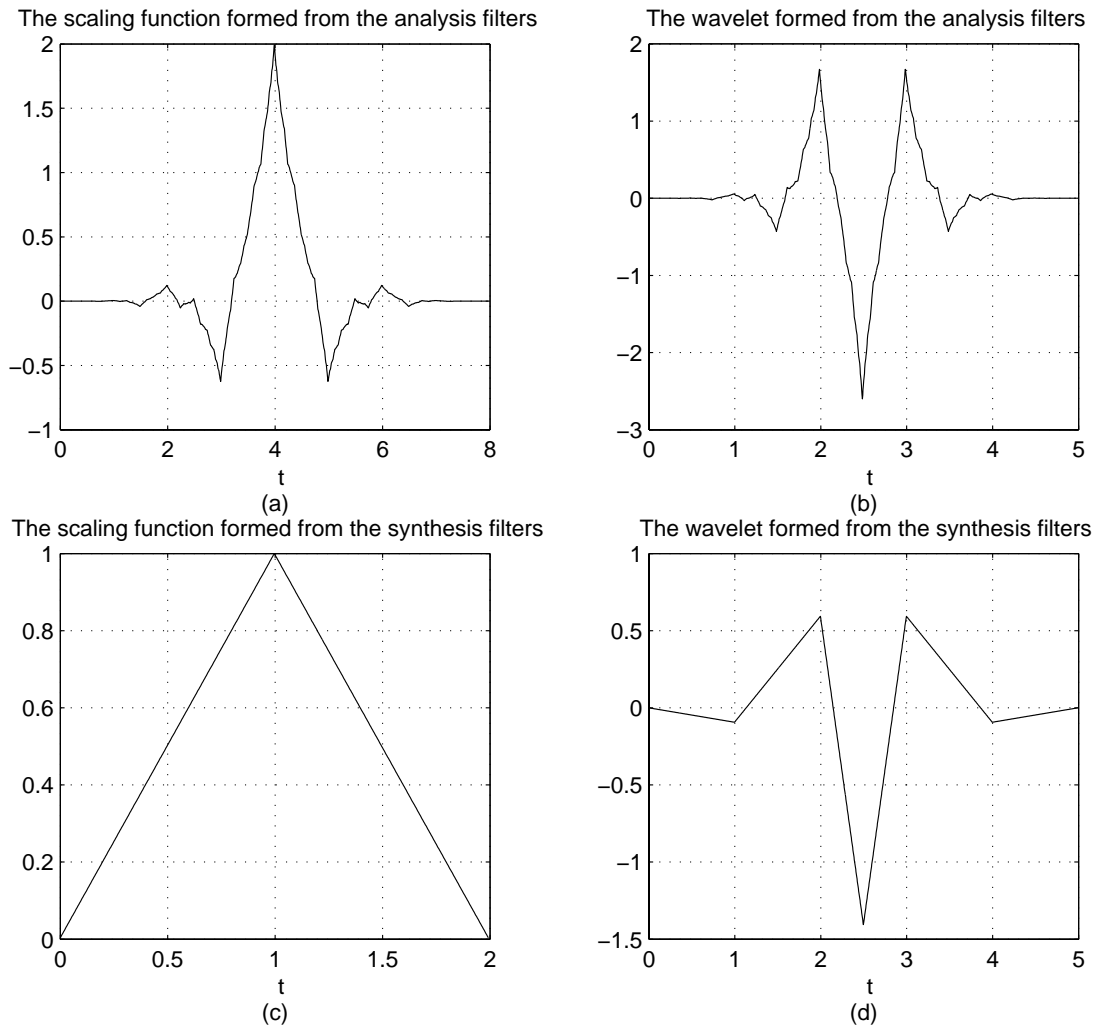 The scaling function formed from the analysis filters
2
1.5
1
0.5
0
−0.5
−1
0 2 4 6 8
t
(a)
The wavelet formed from the analysis filters
2
1
0
−1
−2
−3
0 1 2 3 4 5
t
(b)
The scaling function formed from the synthesis filters
1
0.8
0.6
0.4
0.2
0
0 0.5 1 1.5 2
t
(c)
The wavelet formed from the synthesis filters
1
0.5
0
−0.5
−1
−1.5
0 1 2 3 4 5
t
(d)